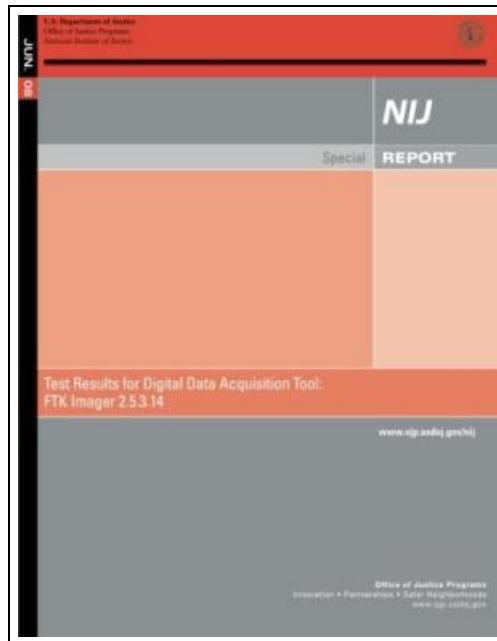 U.S. Department of Justice
Office of Justice Programs
National Institute of Justice
JUN. 08
NIJ
Special REPORT
Test Results for Digital Data Acquisition Tool:
FTK Imager 2.5.3.14
www.ojp.usdoj.gov/nij
Office of Justice Programs
Innovation • Partnerships • Safer Neighborhoods
www.ojp.usdoj.gov